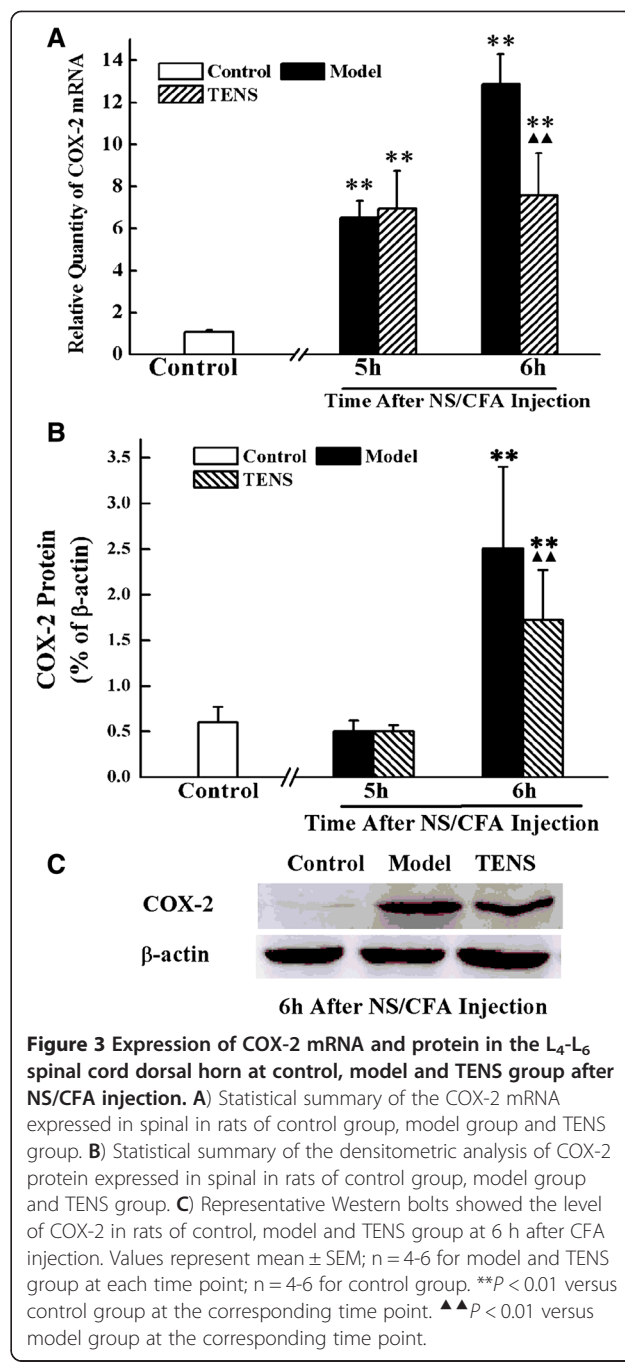 A
Control Model
TENS
Relative Quantity of COX-2 mRNA
14
12
10
8
6
4
2
0
**
**
**
**
▲▲
Control
//
5h
6h
Time After NS/CFA Injection
B
Control Model
TENS
COX-2 Protein
(% of β-actin)
3.5
3.0
2.5
2.0
1.5
1.0
0.5
0.0
**
**
▲▲
Control
//
5h
6h
Time After NS/CFA Injection
C
Control Model TENS
COX-2
β-actin
6h After NS/CFA Injection
Figure 3 Expression of COX-2 mRNA and protein in the L4-L6
spinal cord dorsal horn at control, model and TENS group after
NS/CFA injection. A) Statistical summary of the COX-2 mRNA
expressed in spinal in rats of control group, model group and TENS
group. B) Statistical summary of the densitometric analysis of COX-2
protein expressed in spinal in rats of control group, model group
and TENS group. C) Representative Western bolts showed the level
of COX-2 in rats of control, model and TENS group at 6 h after CFA
injection. Values represent mean ± SEM; n = 4-6 for model and TENS
group at each time point; n = 4-6 for control group. **P < 0.01 versus
control group at the corresponding time point. ▲▲P < 0.01 versus
model group at the corresponding time point.